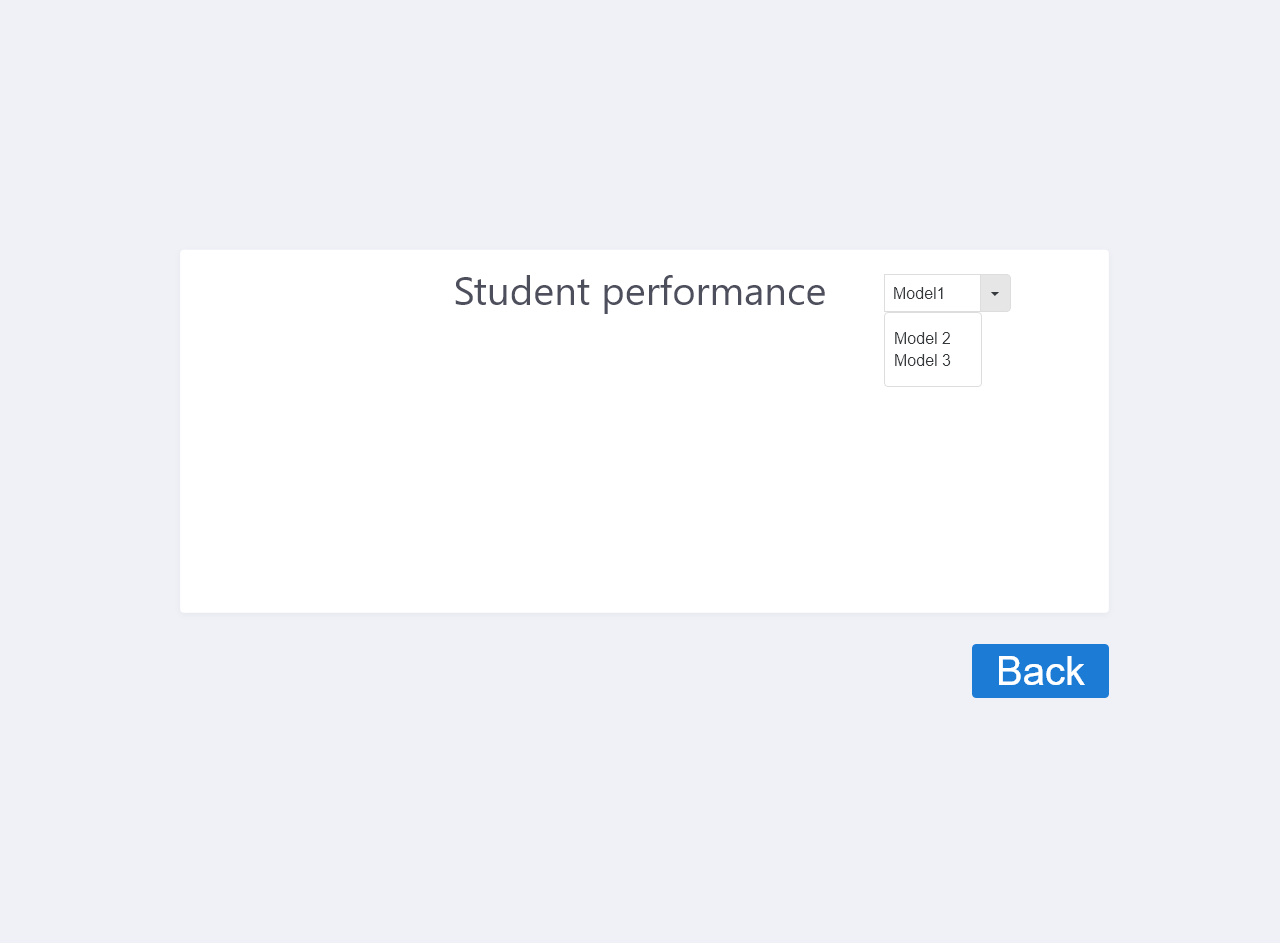 Student performance
Model1
Model 2
Model 3
Back